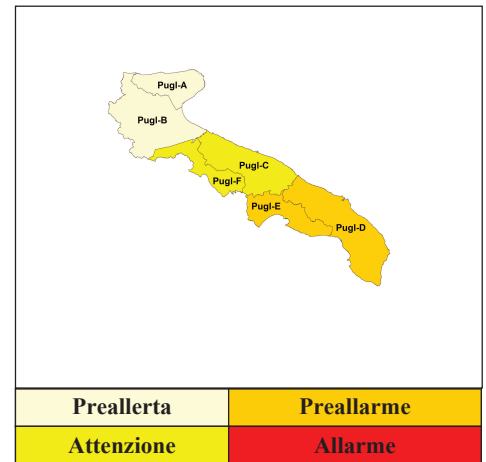 Pugl-A
Pugl-B
Pugl-C
Pugl-F
Pugl-E
Pugl-D
Preallerta Preallarme
Attenzione Allarme